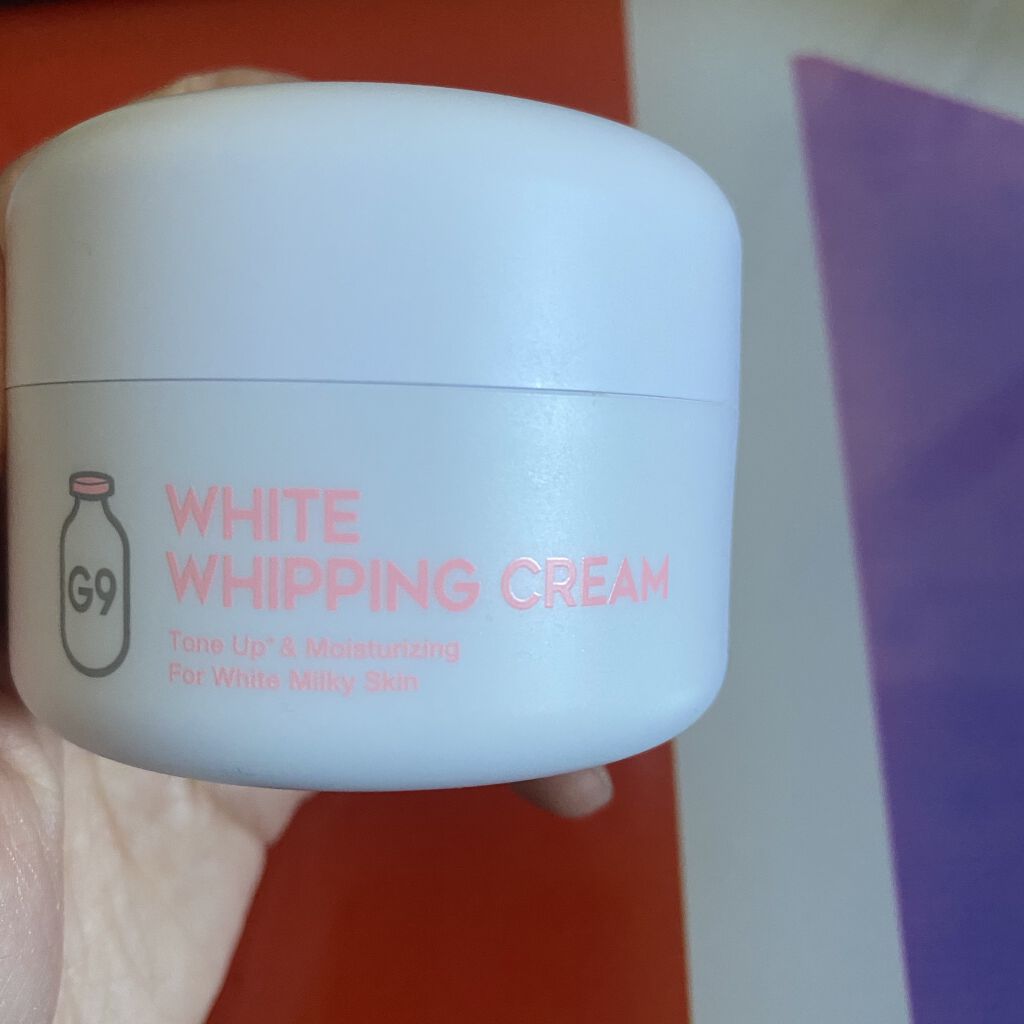 G9
WHITE
WHIPPING CREAM
Tone Up⁺ & Moisturizing
For White Milky Skin